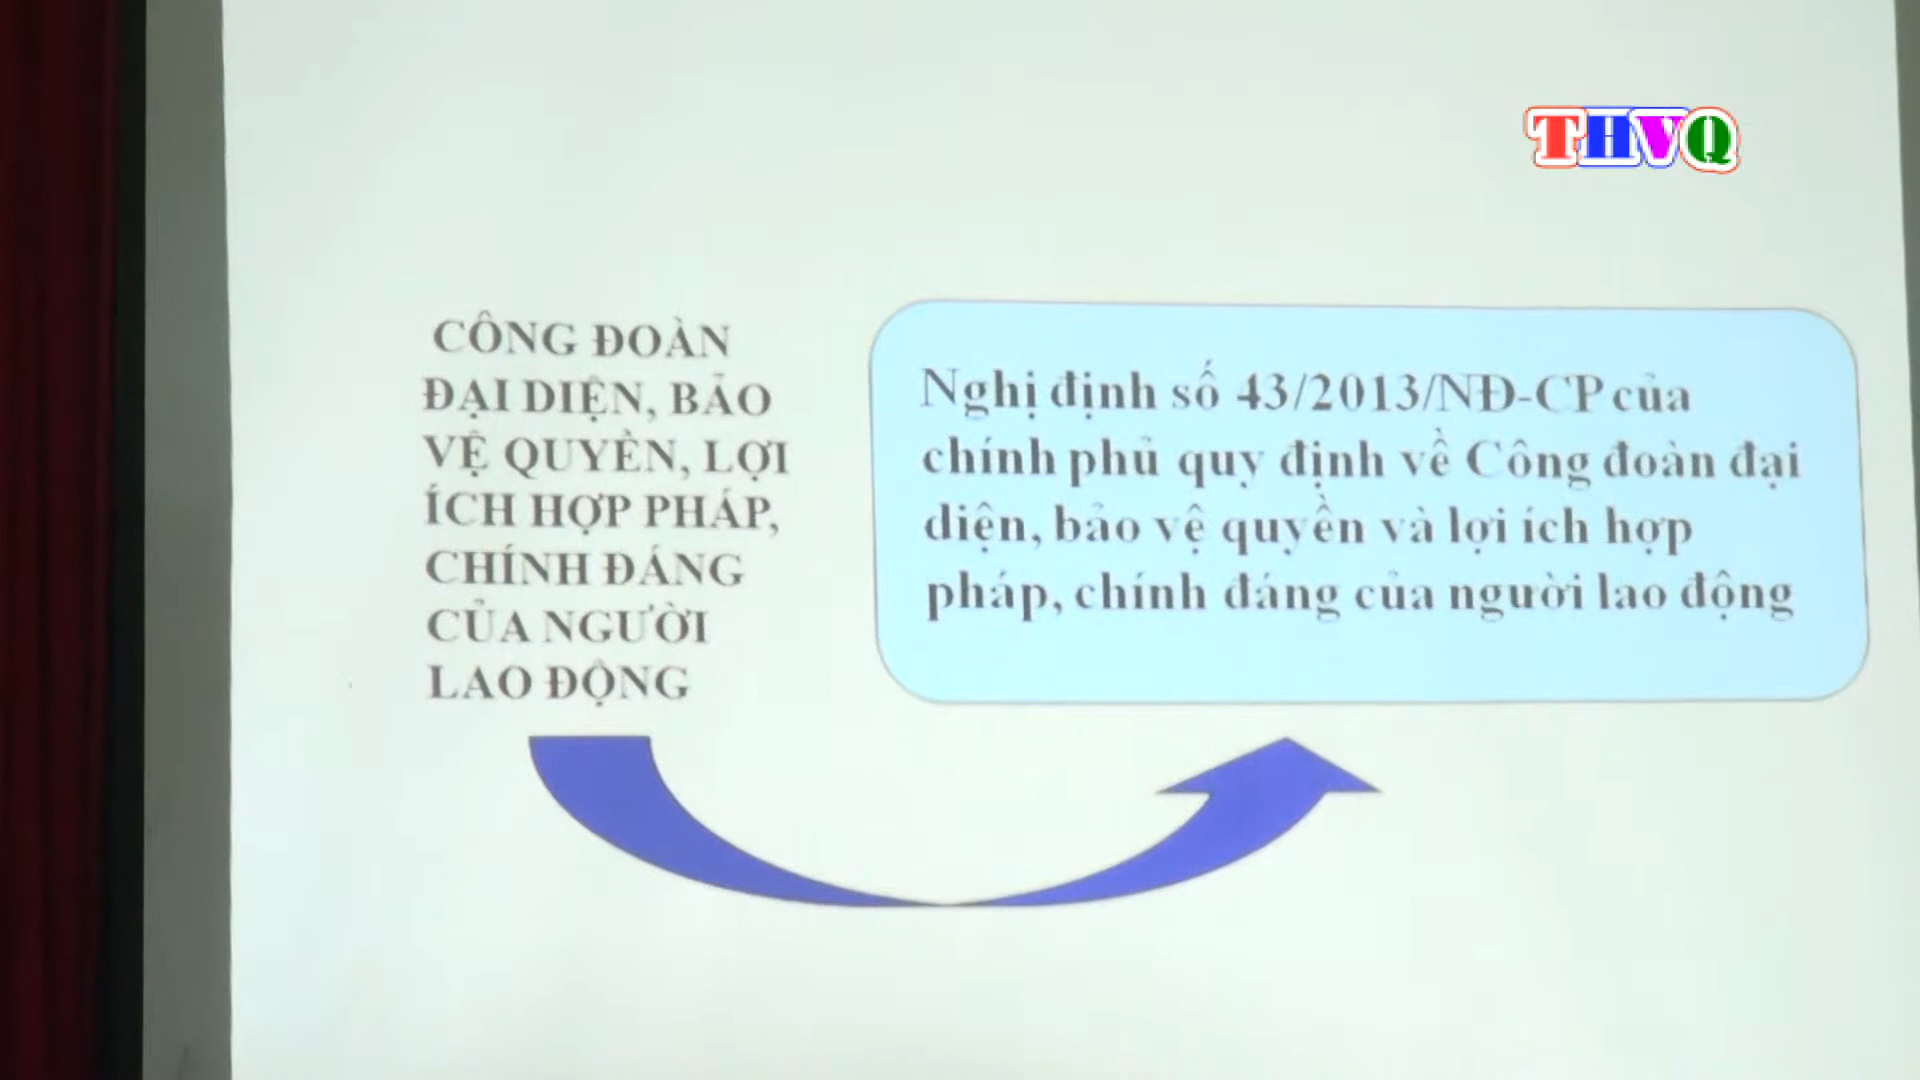 THVQ
CÔNG ĐOÀN
ĐẠI DIỆN, BẢO
VỆ QUYỀN, LỢI
ÍCH HỢP PHÁP,
CHÍNH ĐÁNG
CỦA NGƯỜI
LAO ĐỘNG
Nghị định số 43/2013/NĐ-CP của
chính phủ quy định về Công đoàn đại
diện, bảo vệ quyền và lợi ích hợp
pháp, chính đáng của người lao động